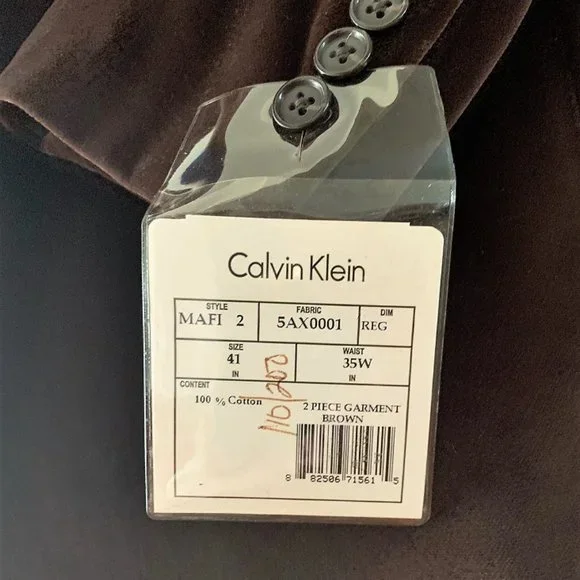 Calvin Klein
STYLE FABRIC DIM
MAFI 2 5AX0001 REG
SIZE WAIST
41 35W
IN IN
CONTENT
100 % Cotton 2 PIECE GARMENT
BROWN
8 82506 71561 5